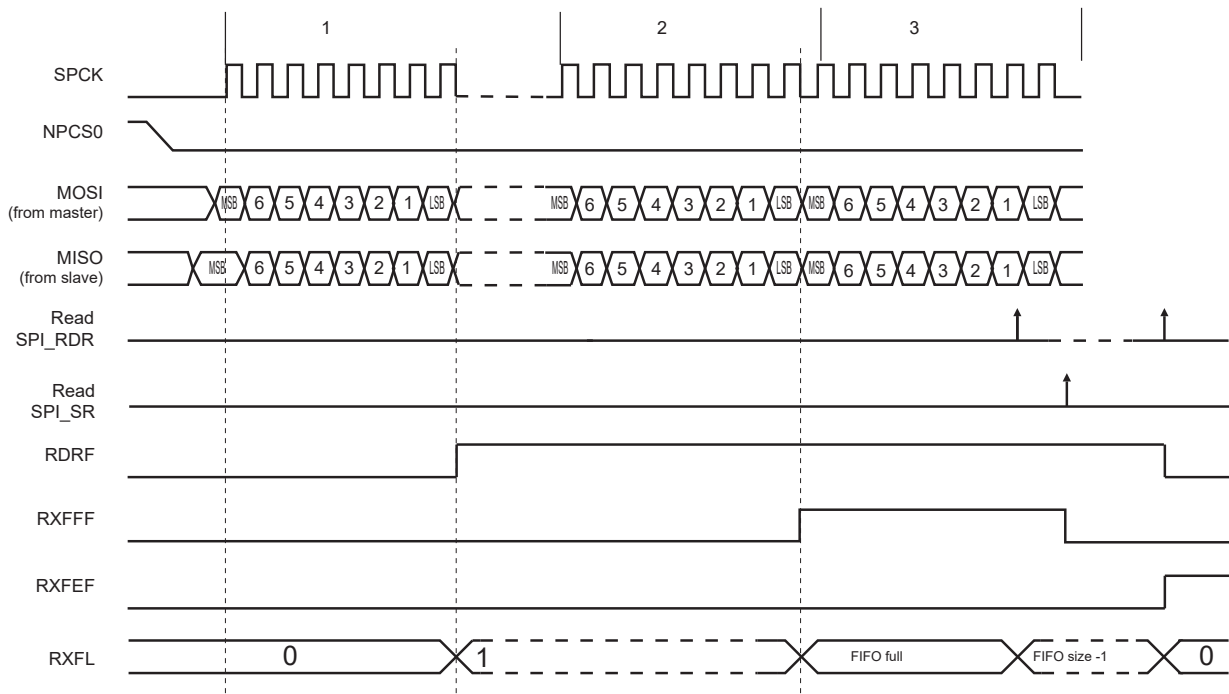 1 2 3
SPCK
NPCS0
MOSI
(from master)
MSB 6 5 4 3 2 1 LSB MSB 6 5 4 3 2 1 LSB MSB 6 5 4 3 2 1 LSB
MISO
(from slave)
MSB 6 5 4 3 2 1 LSB MSB 6 5 4 3 2 1 LSB MSB 6 5 4 3 2 1 LSB
Read
SPI_RDR
Read
SPI_SR
RDRF
RXFFF
RXFEF
RXFL 0 1 FIFO full FIFO size -1 0